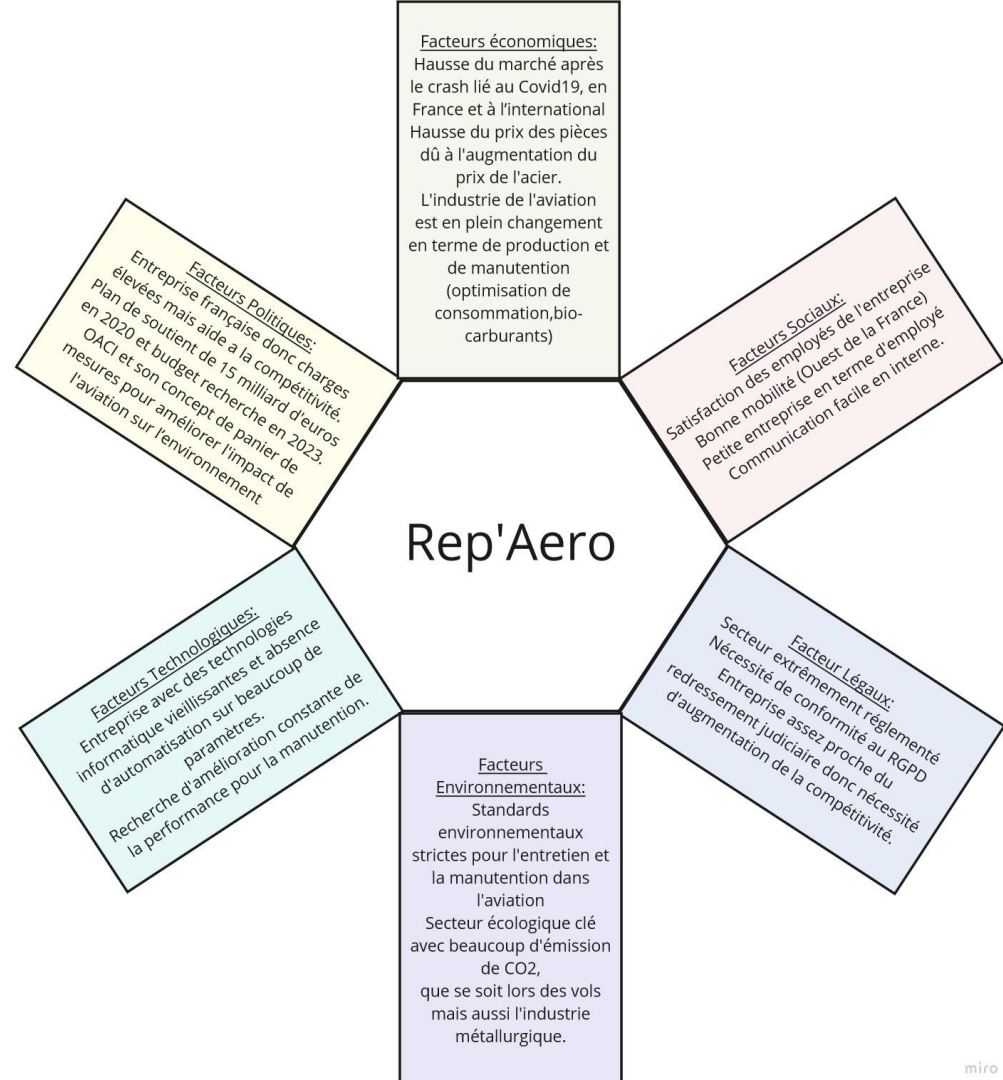 Facteurs économiques:
Hausse du marché après
le crash lié au Covid19, en
France et à l’international
Hausse du prix des pièces
dû à l'augmentation du
prix de l'acier.
L'industrie de l'aviation
est en plein changement
en terme de production et
de manutention
(optimisation de
consommation,bio-
carburants)
Facteurs Politiques:
Entreprise française donc charges
élevées mais aide a la compétitivité.
Plan de soutient de 15 milliard d'euros
en 2020 et budget recherche en 2023.
OACI et son concept de panier de
mesures pour améliorer l'impact de
l'aviation sur l’environnement
Facteurs Sociaux:
Satisfaction des employés de l'entreprise
Bonne mobilité (Ouest de la France)
Petite entreprise en terme d'employé
Communication facile en interne.
Rep'Aero
Facteurs Technologiques:
Entreprise avec des technologies
informatique vieillissantes et absence
d'automatisation sur beaucoup de
paramètres.
Recherche d'amélioration constante de
la performance pour la manutention.
Facteur Légaux:
Secteur extrêmement réglementé
Nécessité de conformité au RGPD
Entreprise assez proche du
redressement judiciaire donc nécessité
d'augmentation de la compétitivité.
Facteurs
Environnementaux:
Standards
environnementaux
strictes pour l'entretien et
la manutention dans
l'aviation
Secteur écologique clé
avec beaucoup d'émission
de CO2,
que se soit lors des vols
mais aussi l'industrie
métallurgique.
miro